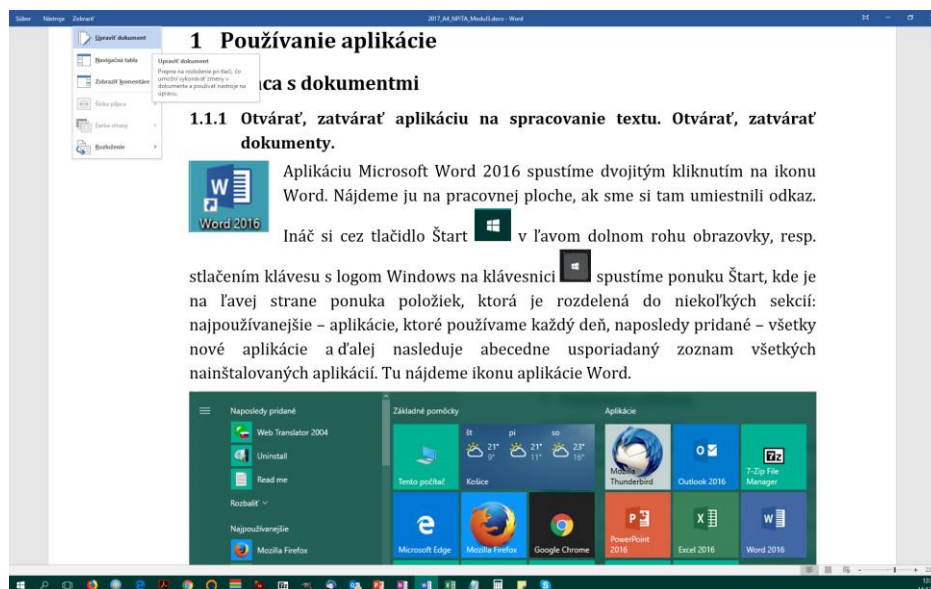 Súbor Nástroje Zobraziť 2017_A4_NPITA_Modul3.docx - Word
Upraviť dokument
Navigačná tabla
Zobraziť komentáre
Šírka stĺpca
Farba strany
Rozloženie
Upraviť dokument
Prepne na rozloženie pri tlači, čo
umožní vykonávať zmeny v
dokumente a používať nástroje na
úpravu.
1 Používanie aplikácie
ca s dokumentmi
1.1.1 Otvárať, zatvárať aplikáciu na spracovanie textu. Otvárať, zatvárať
dokumenty.
Word 2016
Aplikáciu Microsoft Word 2016 spustíme dvojitým kliknutím na ikonu
Word. Nájdeme ju na pracovnej ploche, ak sme si tam umiestnili odkaz.
Ináč si cez tlačidlo Štart v ľavom dolnom rohu obrazovky, resp.
stlačením klávesu s logom Windows na klávesnici spustíme ponuku Štart, kde je
na ľavej strane ponuka položiek, ktorá je rozdelená do niekoľkých sekcií:
najpoužívanejšie – aplikácie, ktoré používame každý deň, naposledy pridané – všetky
nové aplikácie a ďalej nasleduje abecedne usporiadaný zoznam všetkých
nainštalovaných aplikácií. Tu nájdeme ikonu aplikácie Word.
Naposledy pridané
Web Translator 2004
Uninstall
Read me
Rozbaliť
Najpoužívanejšie
Mozilla Firefox
Základné pomôcky
Tento počítač
št pi so
21° 21° 23°
9° 11° 16°
Košice
Microsoft Edge
Mozilla Firefox
Google Chrome
Aplikácie
Mozilla
Thunderbird
Outlook 2016
7-Zip File
Manager
PowerPoint
2016
Excel 2016
Word 2016